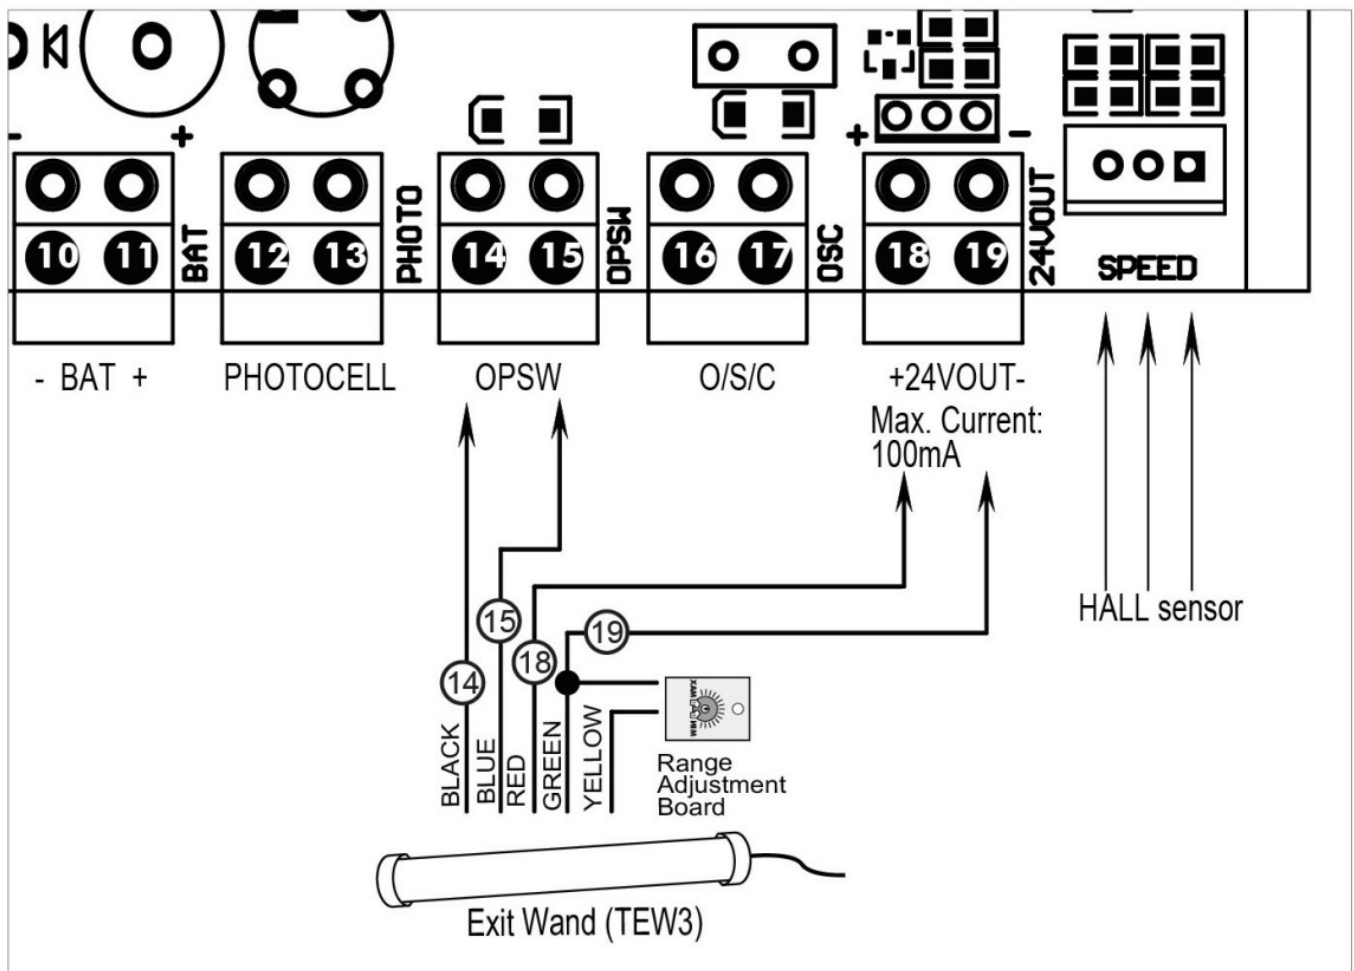 -
+
+
-
10
11
BAT
12
13
PHOTO
14
15
OPSW
16
17
OSC
18
19
24VOUT
SPEED
- BAT +
PHOTOCELL
OPSW
O/S/C
+24VOUT-
Max. Current:
100mA
HALL sensor
15
19
18
14
BLACK
BLUE
RED
GREEN
YELLOW
MAX
MIN
Range
Adjustment
Board
Exit Wand (TEW3)